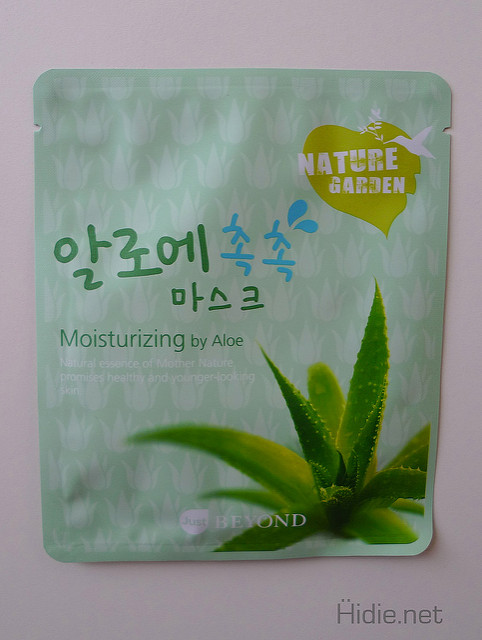 NATURE
GARDEN
알로에 촉촉
마스크
Moisturizing by Aloe
Natural essence of Mother Nature
promises healthy and younger-looking
skin!
Just BEYOND
Hidie.net